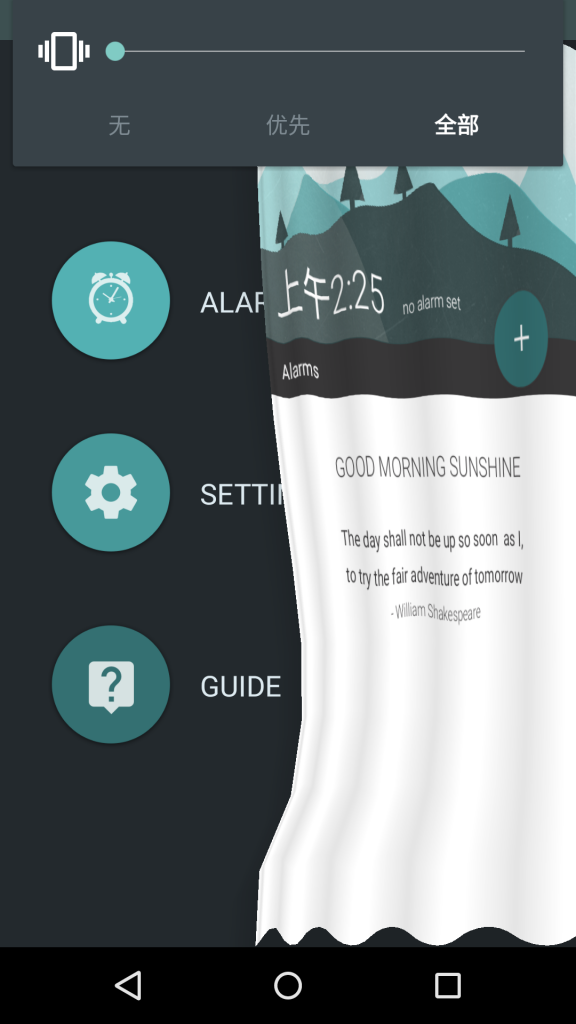 无 优先 全部
上午2:25 no alarm set
Alarms
GOOD MORNING SUNSHINE
The day shall not be up so soon as I,
to try the fair adventure of tomorrow
- William Shakespeare
ALAR
SETTI
GUIDE